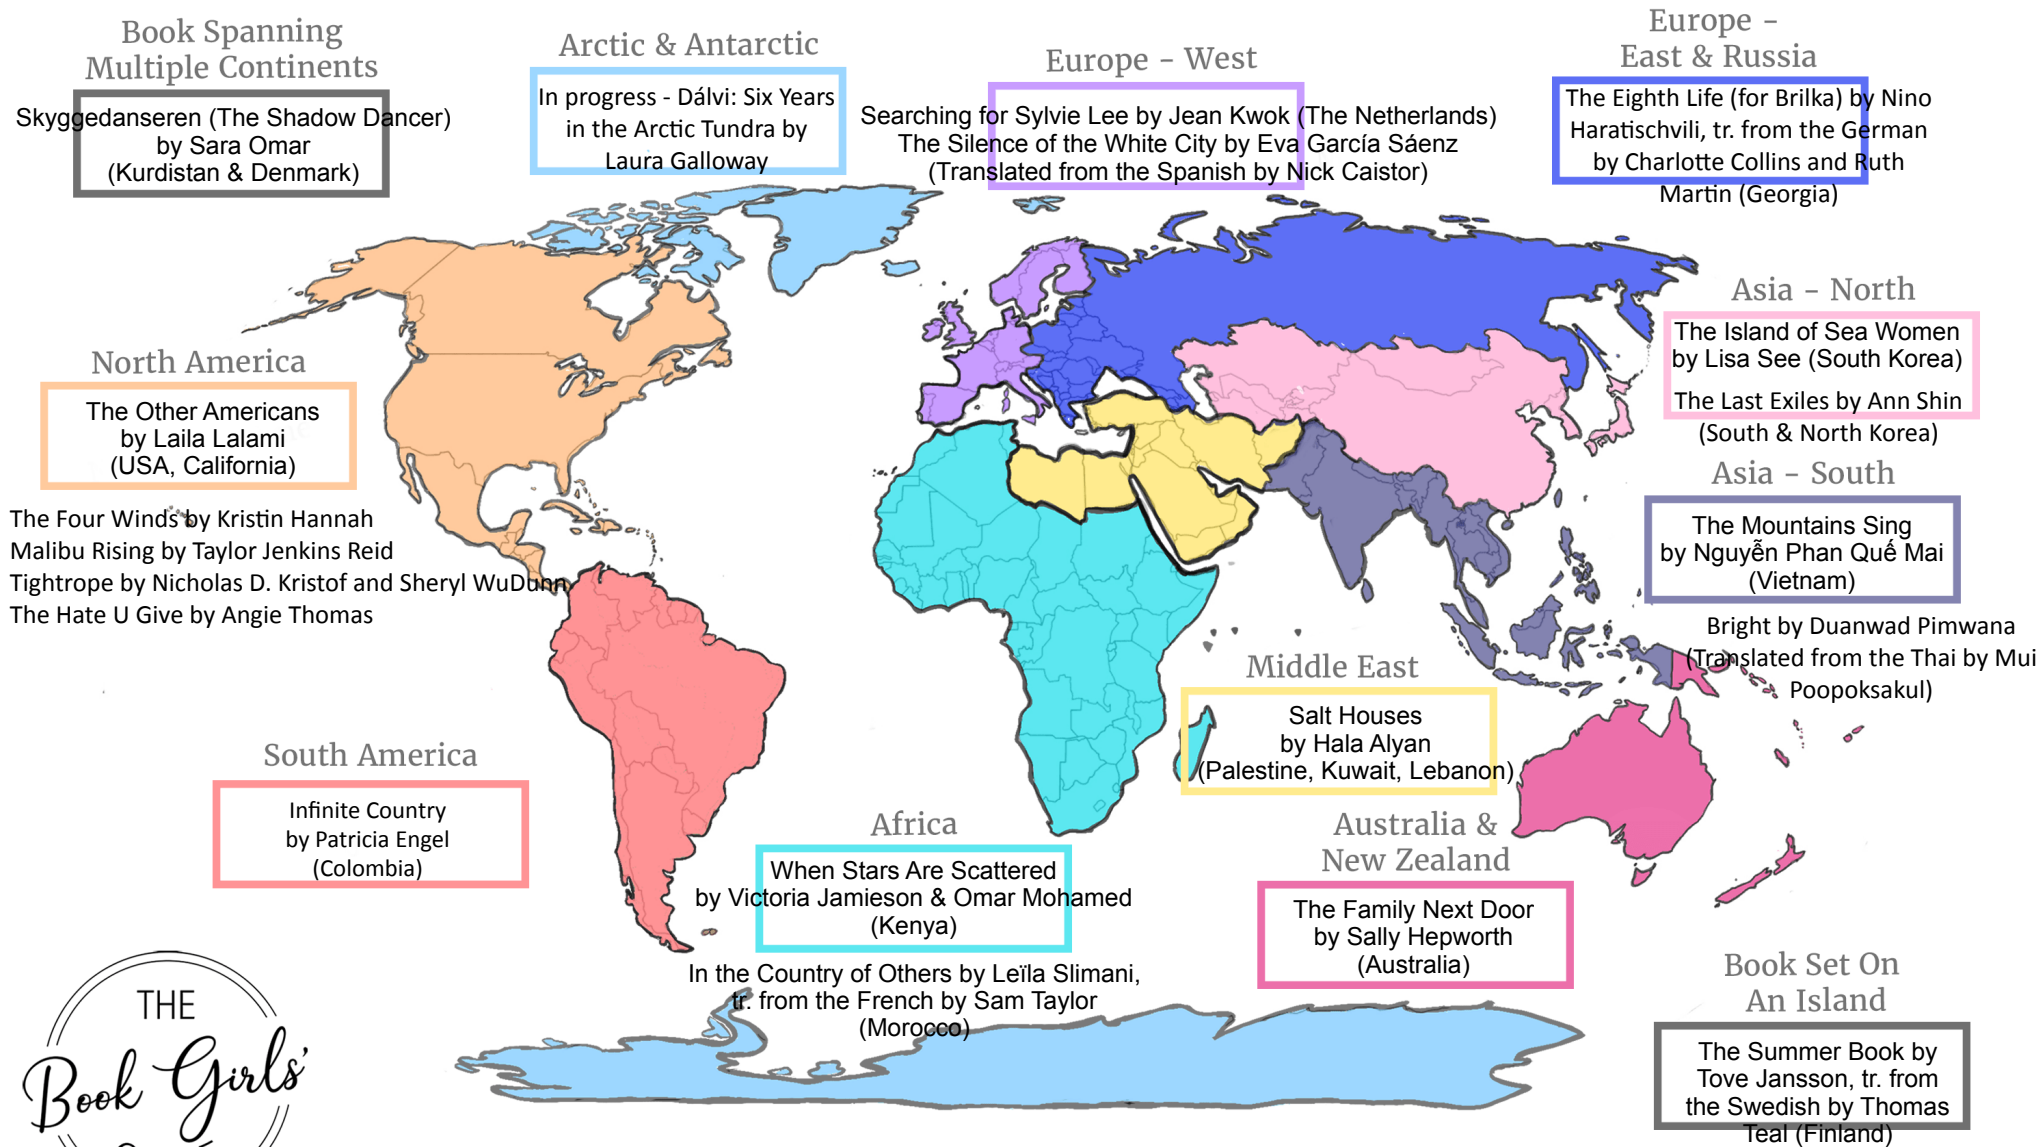 Book Spanning
Multiple Continents
Skyggedanseren (The Shadow Dancer)
by Sara Omar
(Kurdistan & Denmark)
Arctic & Antarctic
In progress - Dálvi: Six Years
in the Arctic Tundra by
Laura Galloway
Europe - West
Searching for Sylvie Lee by Jean Kwok (The Netherlands)
The Silence of the White City by Eva García Sáenz
(Translated from the Spanish by Nick Caistor)
Europe -
East & Russia
The Eighth Life (for Brilka) by Nino
Haratischvili, tr. from the German
by Charlotte Collins and Ruth
Martin (Georgia)
Asia - North
The Island of Sea Women
by Lisa See (South Korea)
The Last Exiles by Ann Shin
(South & North Korea)
North America
The Other Americans
by Laila Lalami
(USA, California)
The Four Winds by Kristin Hannah
Malibu Rising by Taylor Jenkins Reid
Tightrope by Nicholas D. Kristof and Sheryl WuDunn
The Hate U Give by Angie Thomas
Asia - South
The Mountains Sing
by Nguyễn Phan Quế Mai
(Vietnam)
Bright by Duanwad Pimwana
(Translated from the Thai by Mui
Poopoksakul)
Middle East
Salt Houses
by Hala Alyan
(Palestine, Kuwait, Lebanon)
South America
Infinite Country
by Patricia Engel
(Colombia)
Africa
When Stars Are Scattered
by Victoria Jamieson & Omar Mohamed
(Kenya)
In the Country of Others by Leïla Slimani,
tr. from the French by Sam Taylor
(Morocco)
Australia &
New Zealand
The Family Next Door
by Sally Hepworth
(Australia)
Book Set On
An Island
The Summer Book by
Tove Jansson, tr. from
the Swedish by Thomas
Teal (Finland)
THE
Book Girls'